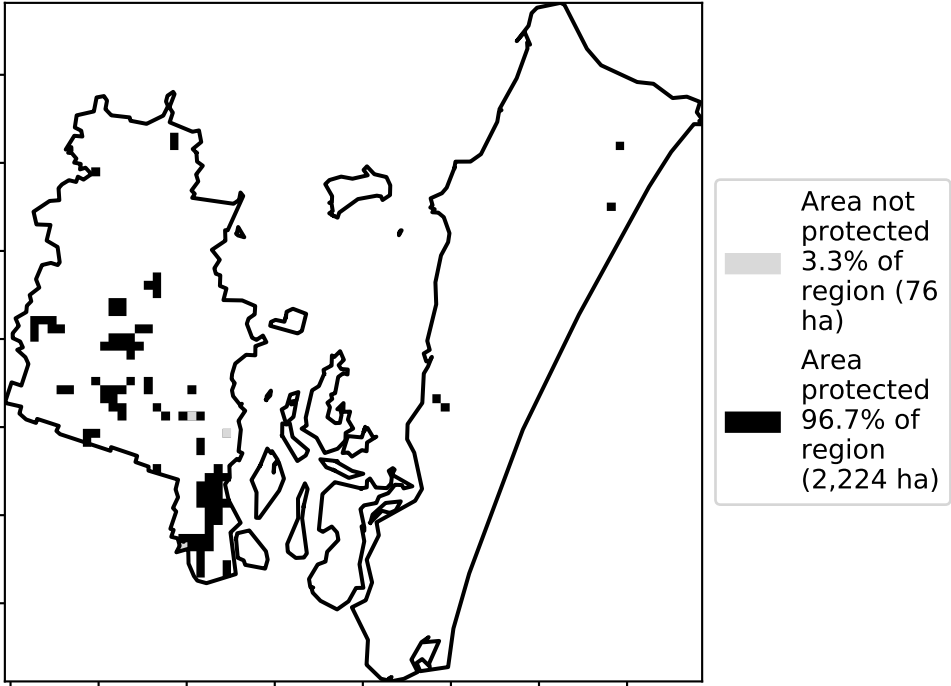 Area not
protected
3.3% of
region (76
ha)
Area
protected
96.7% of
region
(2,224 ha)